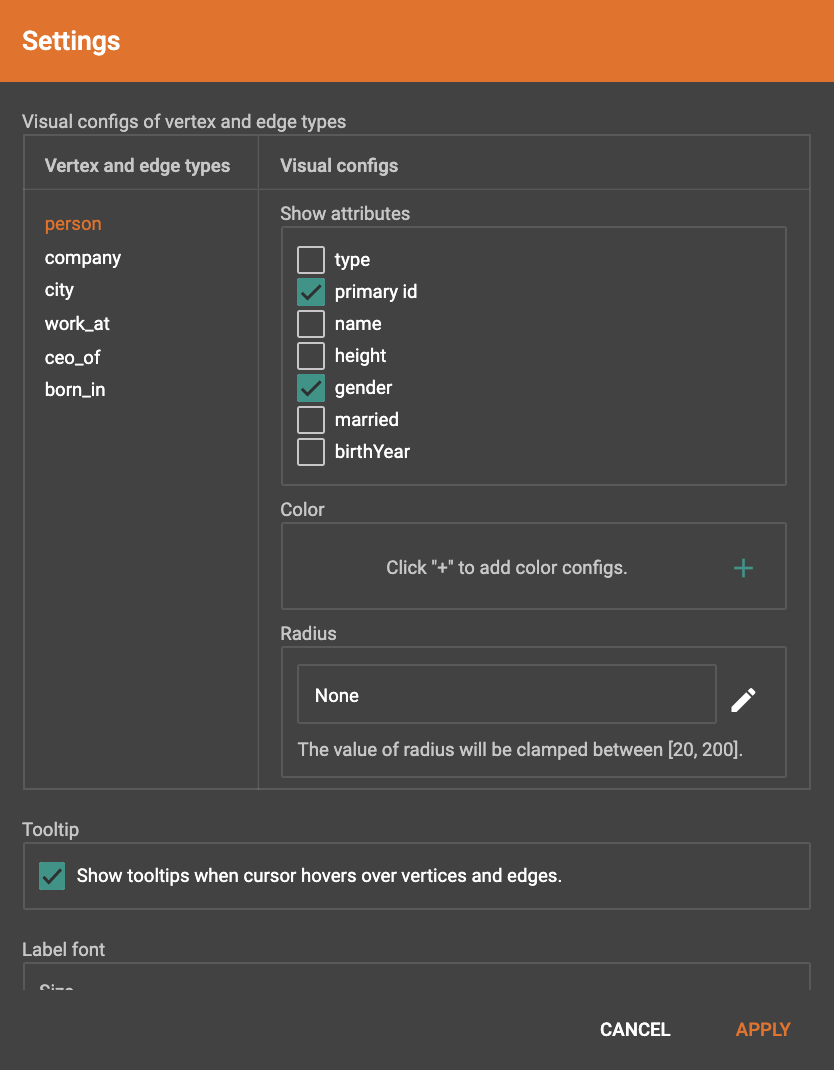 Settings
Visual configs of vertex and edge types
Vertex and edge types
Visual configs
person
company
city
work_at
ceo_of
born_in
Show attributes
type
primary id
name
height
gender
married
birthYear
Color
Click "+" to add color configs.
Radius
None
The value of radius will be clamped between [20, 200].
Tooltip
Show tooltips when cursor hovers over vertices and edges.
Label font
Size
CANCEL
APPLY